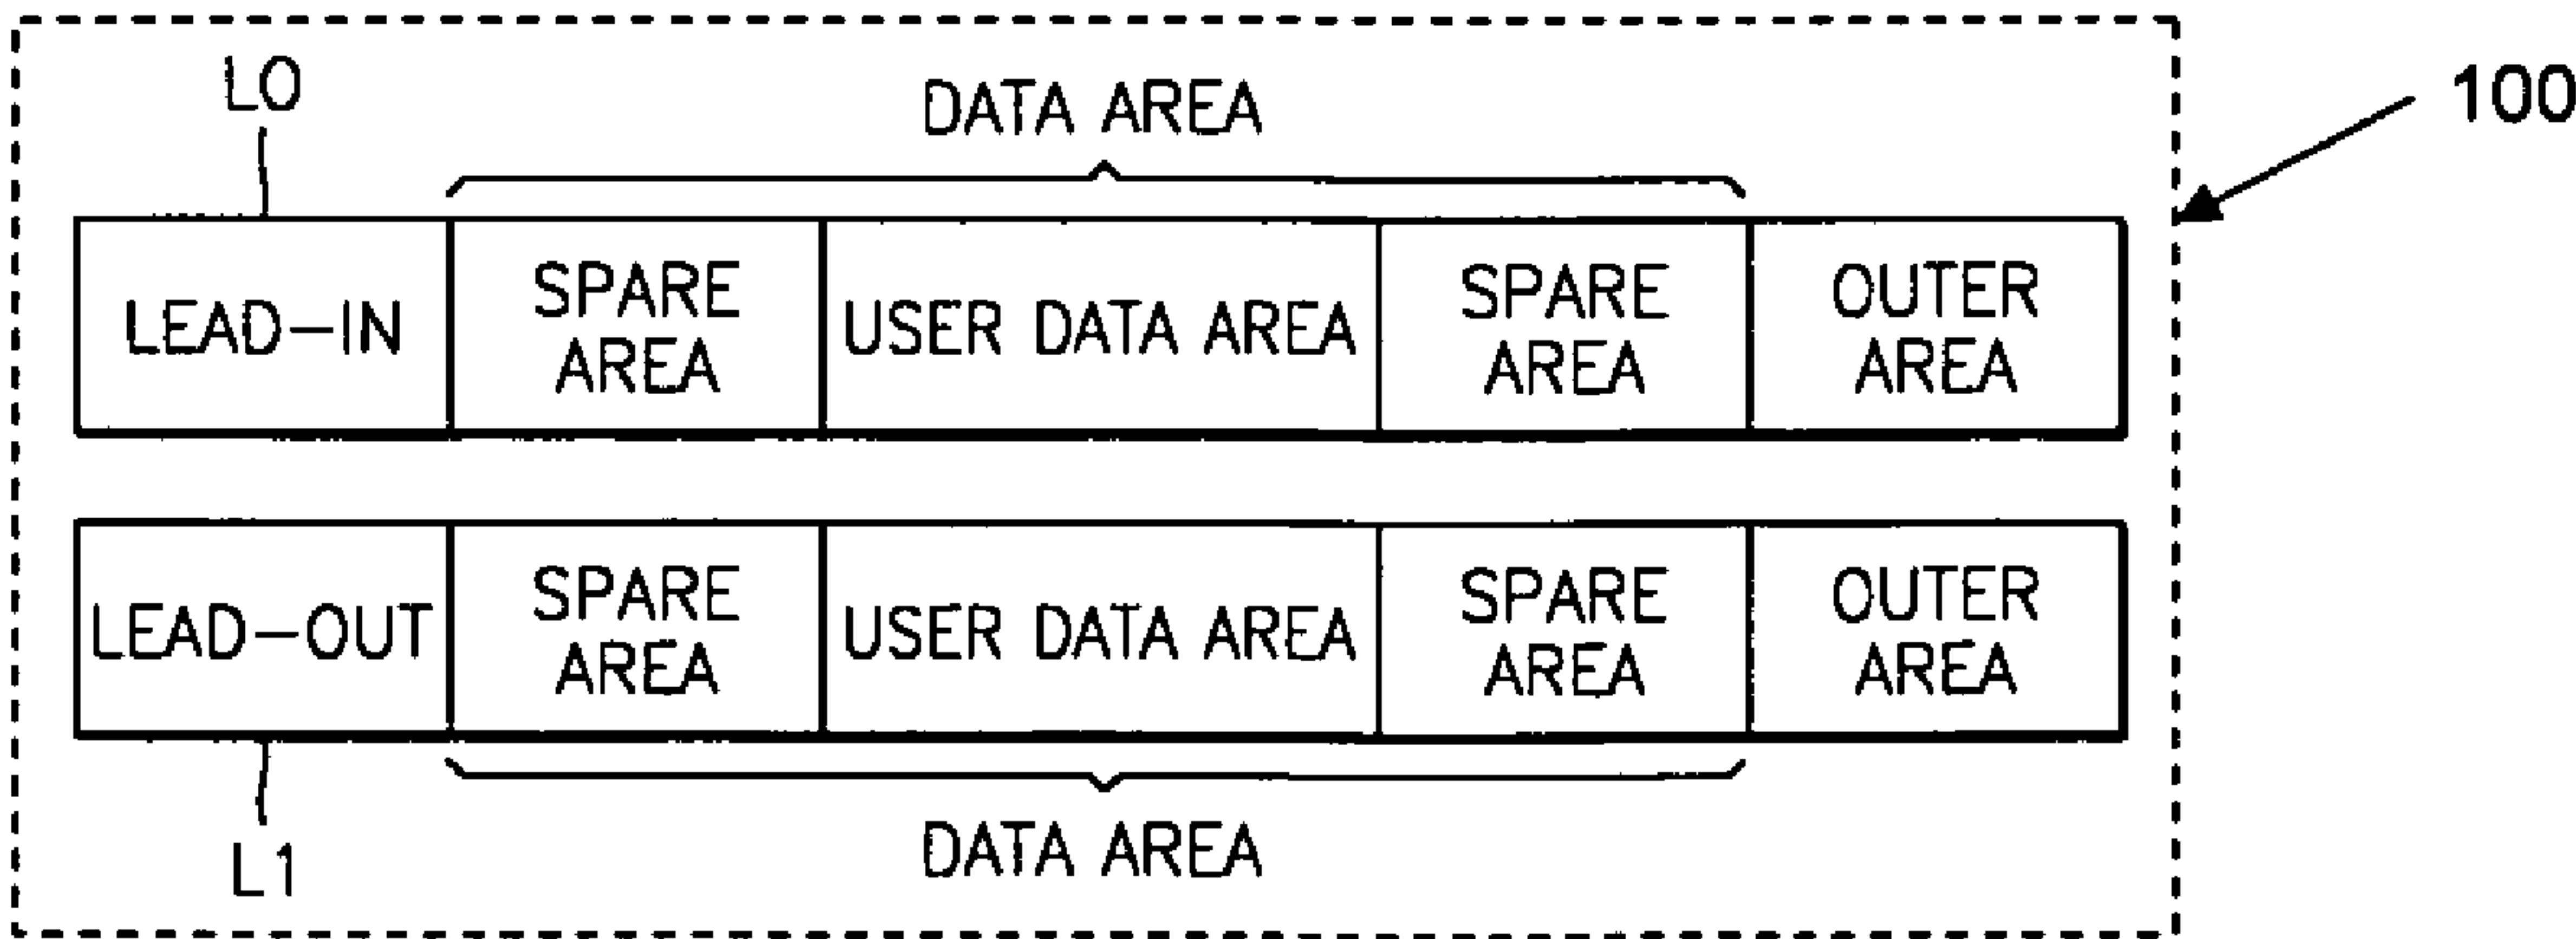 L0
DATA AREA
100
LEAD-IN
SPARE
AREA
USER DATA AREA
SPARE
AREA
OUTER
AREA
LEAD-OUT
SPARE
AREA
USER DATA AREA
SPARE
AREA
OUTER
AREA
L1
DATA AREA